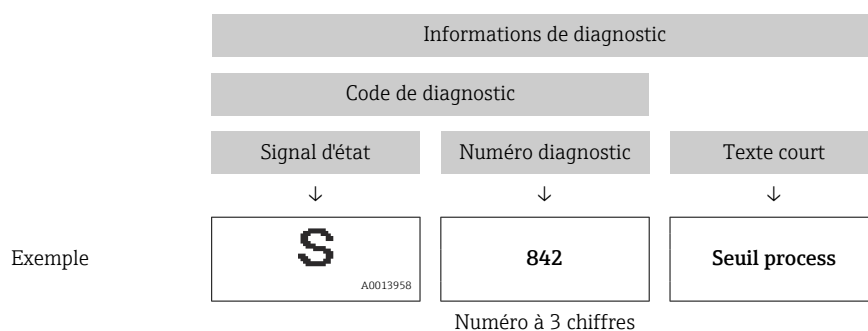 Informations de diagnostic
Code de diagnostic
Signal d'état Numéro diagnostic Texte court
↓ ↓ ↓
Exemple S 842 Seuil process
A0013958
Numéro à 3 chiffres